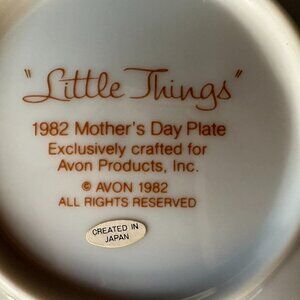 "Little Things"
1982 Mother's Day Plate
Exclusively crafted for
Avon Products, Inc.
© AVON 1982
ALL RIGHTS RESERVED
CREATED IN
JAPAN